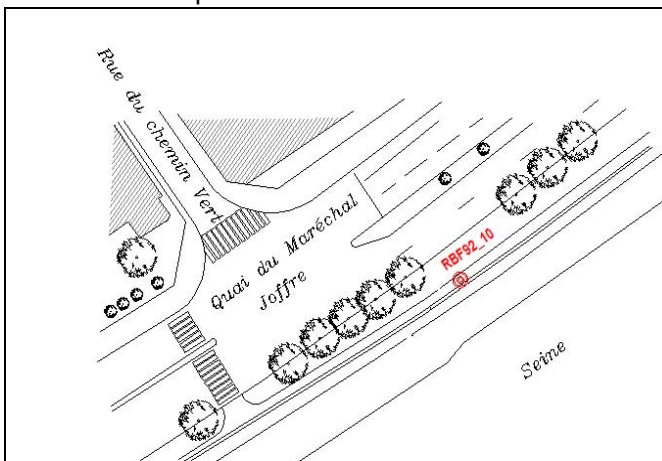 Rue du chemin Vert
Quai du Maréchal
Joffre
RBF92_10
Seine